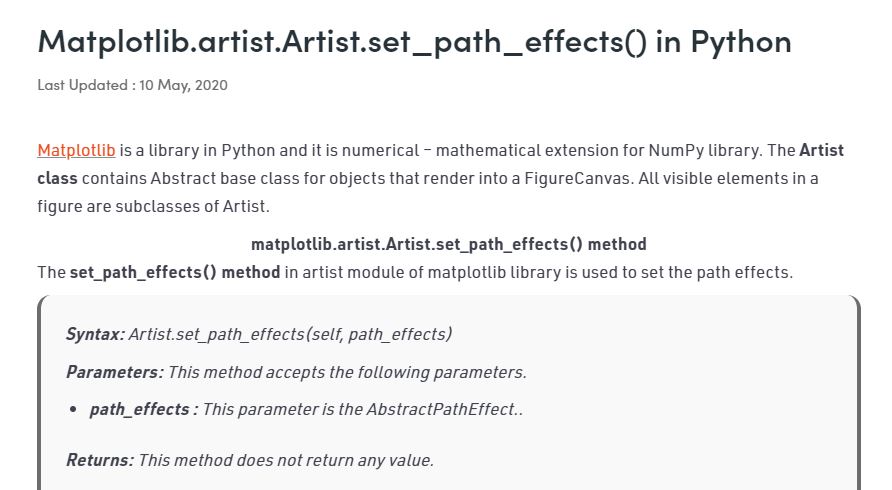 Matplotlib.artist.Artist.set_path_effects() in Python
Last Updated : 10 May, 2020
Matplotlib is a library in Python and it is numerical – mathematical extension for NumPy library. The Artist
class contains Abstract base class for objects that render into a FigureCanvas. All visible elements in a
figure are subclasses of Artist.
matplotlib.artist.Artist.set_path_effects() method
The set_path_effects() method in artist module of matplotlib library is used to set the path effects.
Syntax: Artist.set_path_effects(self, path_effects)
Parameters: This method accepts the following parameters.
• path_effects : This parameter is the AbstractPathEffect..
Returns: This method does not return any value.